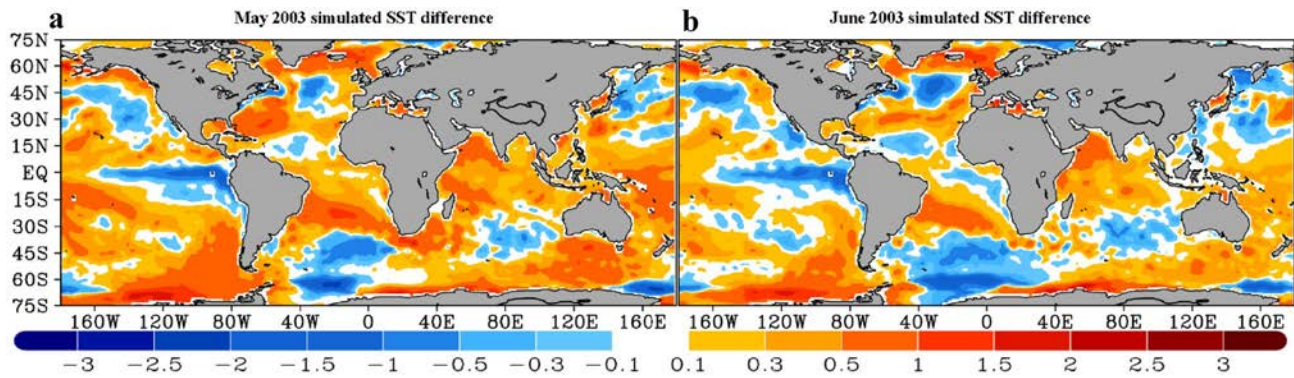 a May 2003 simulated SST difference
b June 2003 simulated SST difference
75N
60N
45N
30N
15N
EQ
15S
30S
45S
60S
75S
160W 120W 80W 40W 0 40E 80E 120E 160E
160W 120W 80W 40W 0 40E 80E 120E 160E
−3 −2.5 −2 −1.5 −1 −0.5 −0.3 −0.1
0.1 0.3 0.5 1 1.5 2 2.5 3